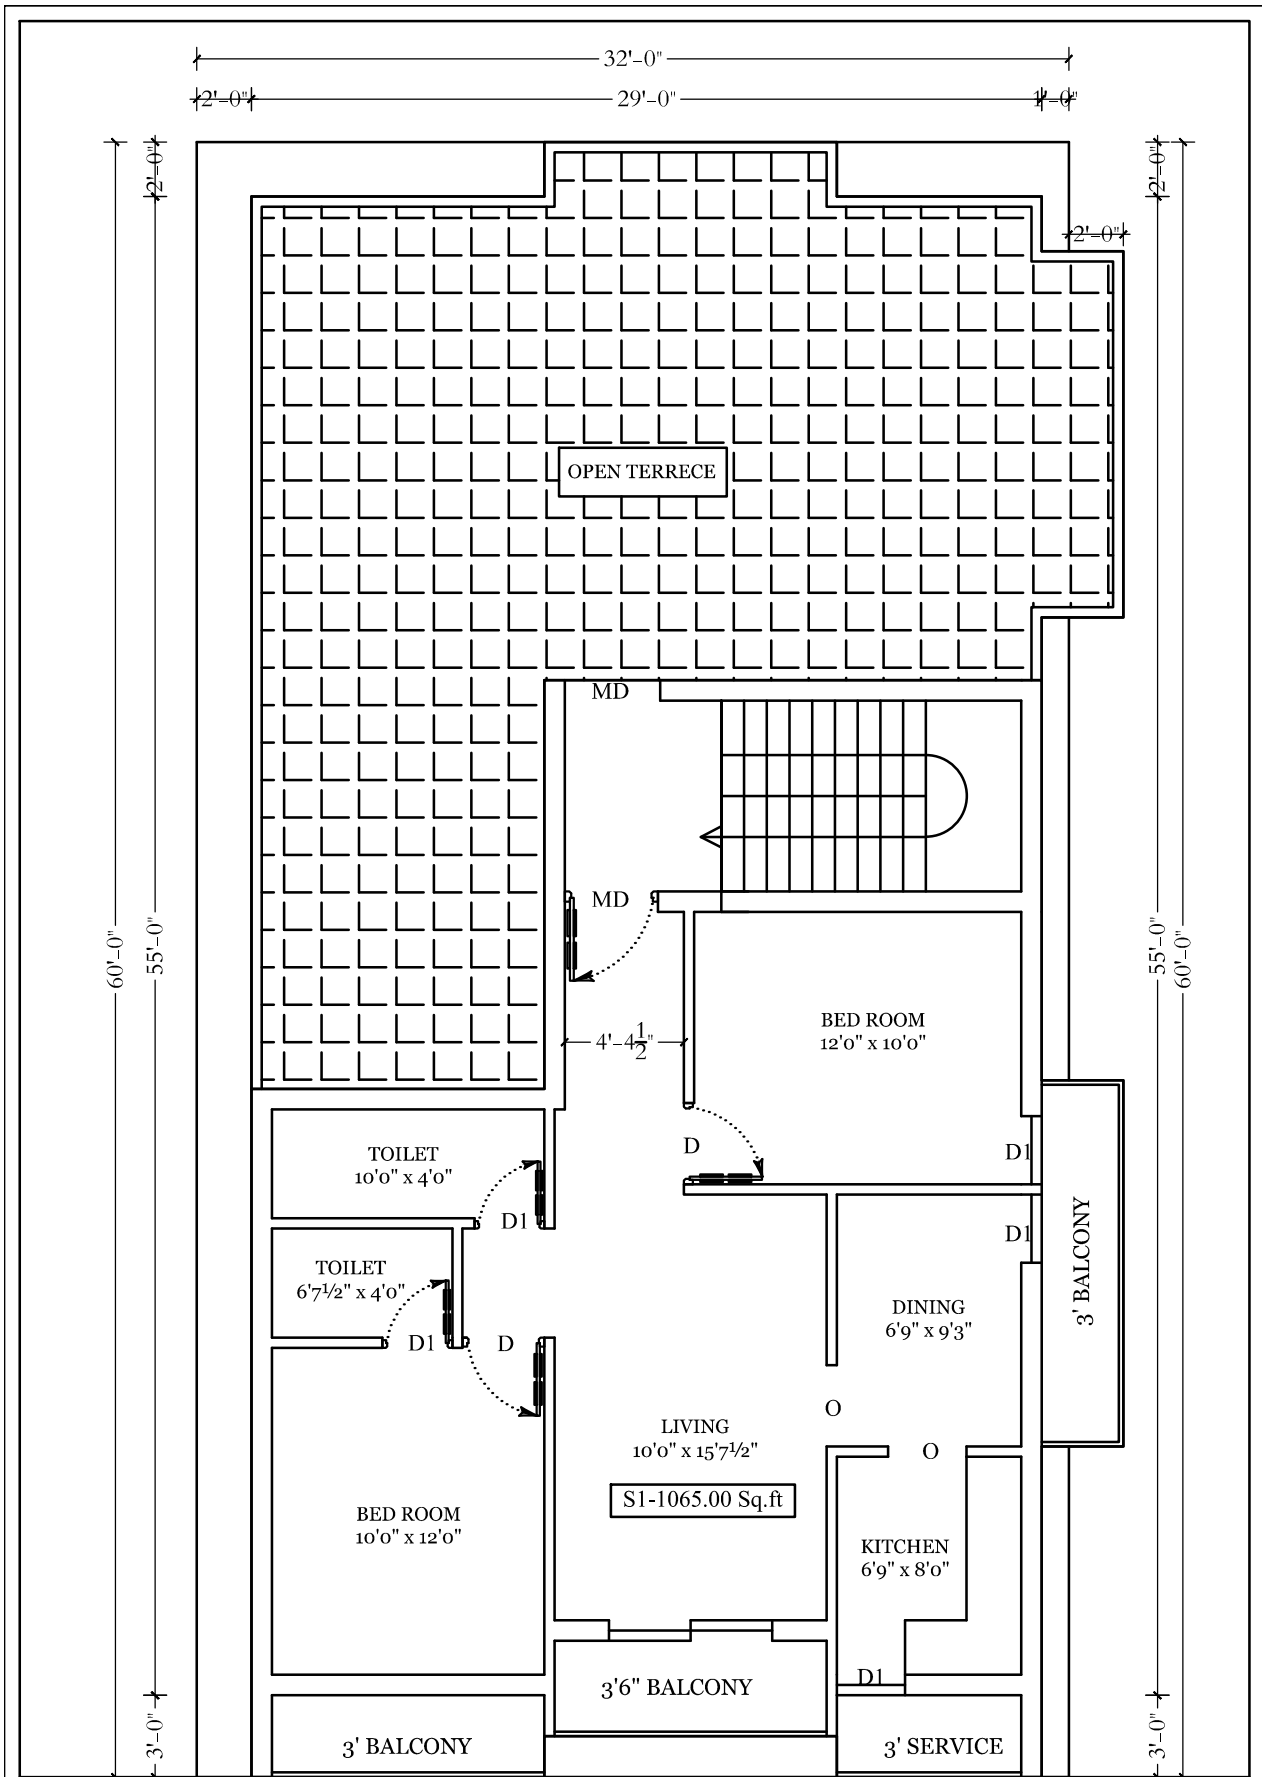 32'-0"
2'-0"
29'-0"
1'-0"
2'-0"
2'-0"
2'-0"
OPEN TERRECE
MD
MD
60'-0"
55'-0"
55'-0"
60'-0"
4'-4½"
BED ROOM
12'0" x 10'0"
D
D1
TOILET
10'0" x 4'0"
D1
D1
TOILET
6'7½" x 4'0"
D1
D
3' BALCONY
DINING
6'9" x 9'3"
O
O
LIVING
10'0" x 15'7½"
S1-1065.00 Sq.ft
BED ROOM
10'0" x 12'0"
KITCHEN
6'9" x 8'0"
D1
3'6" BALCONY
3'-0"
3' BALCONY
3' SERVICE
3'-0"